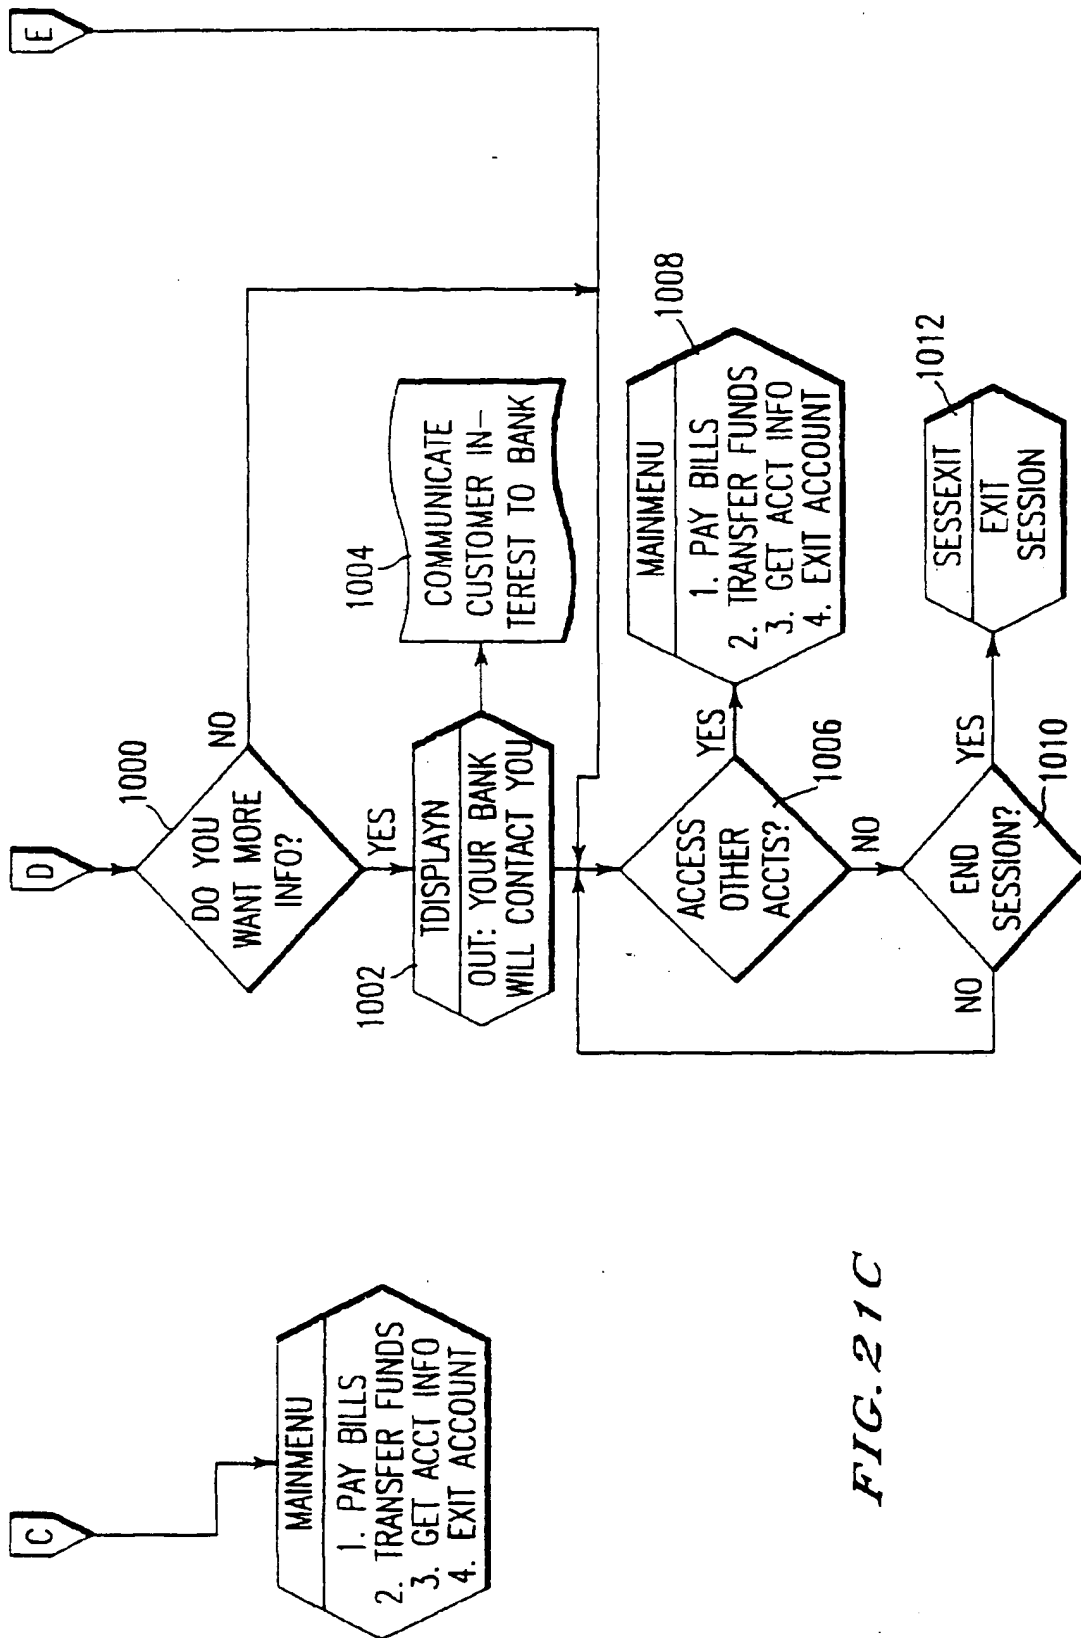 C
MAINMENU
1. PAY BILLS
2. TRANSFER FUNDS
3. GET ACCT INFO
4. EXIT ACCOUNT
D
1000
DO YOU
WANT MORE
INFO?
NO
YES
1002
TDISPLAYN
OUT: YOUR BANK
WILL CONTACT YOU
1004
COMMUNICATE
CUSTOMER IN-
TEREST TO BANK
E
ACCESS
OTHER
ACCTS?
1006
YES
NO
MAINMENU
1008
1. PAY BILLS
2. TRANSFER FUNDS
3. GET ACCT INFO
4. EXIT ACCOUNT
END
SESSION?
1010
NO
YES
SESSEXIT
1012
EXIT
SESSION
FIG. 21C